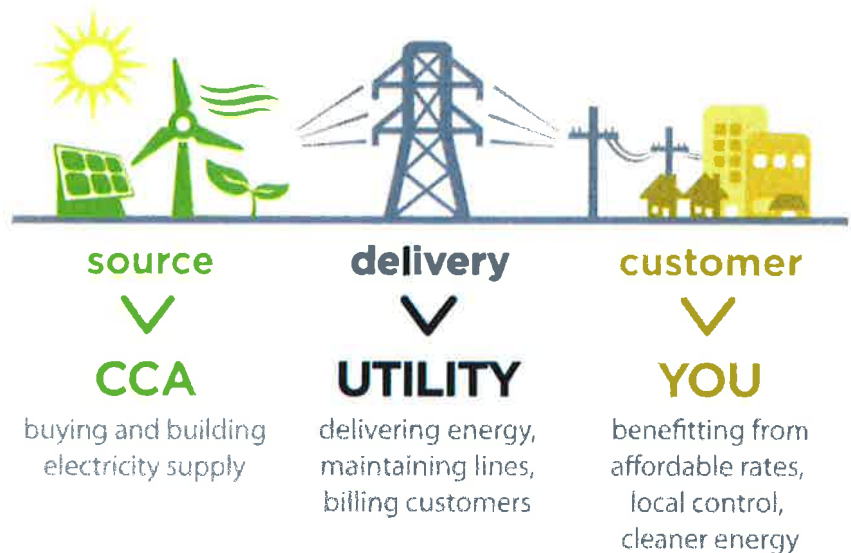 source
CCA
buying and building
electricity supply
delivery
UTILITY
delivering energy,
maintaining lines,
billing customers
customer
YOU
benefitting from
affordable rates,
local control,
cleaner energy